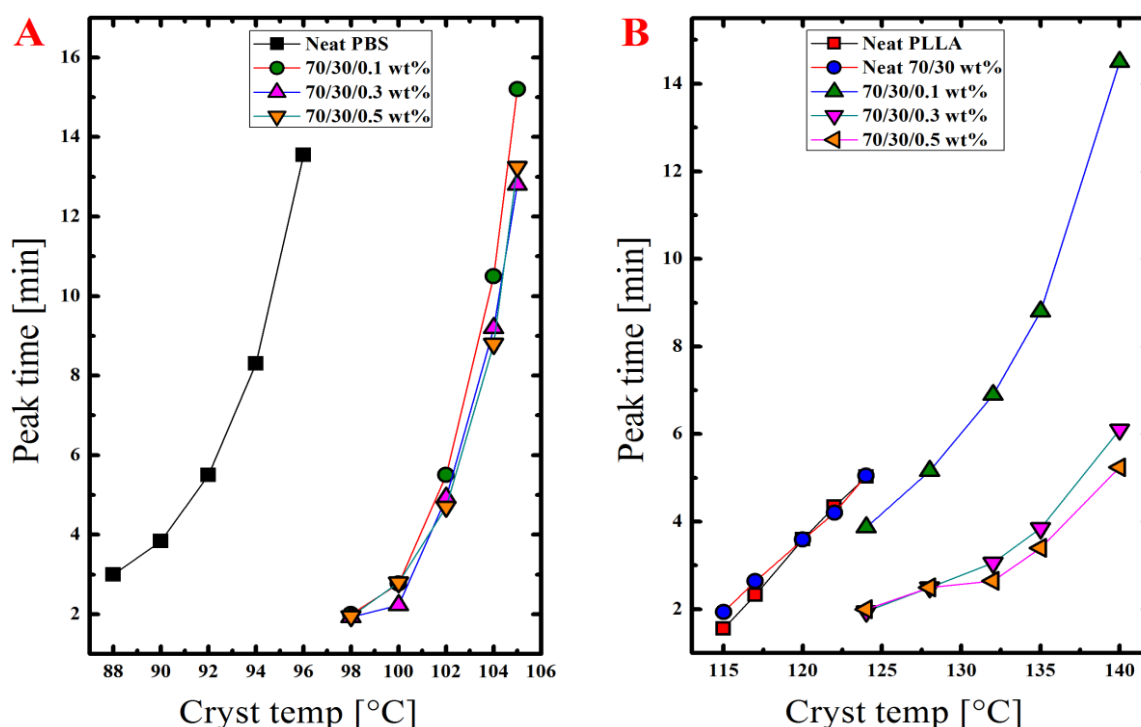 A
Neat PBS
70/30/0.1 wt%
70/30/0.3 wt%
70/30/0.5 wt%
Peak time [min]
16
14
12
10
8
6
4
2
88 90 92 94 96 98 100 102 104 106
Cryst temp [°C]
B
Neat PLLA
Neat 70/30 wt%
70/30/0.1 wt%
70/30/0.3 wt%
70/30/0.5 wt%
Peak time [min]
14
12
10
8
6
4
2
115 120 125 130 135 140
Cryst temp [°C]